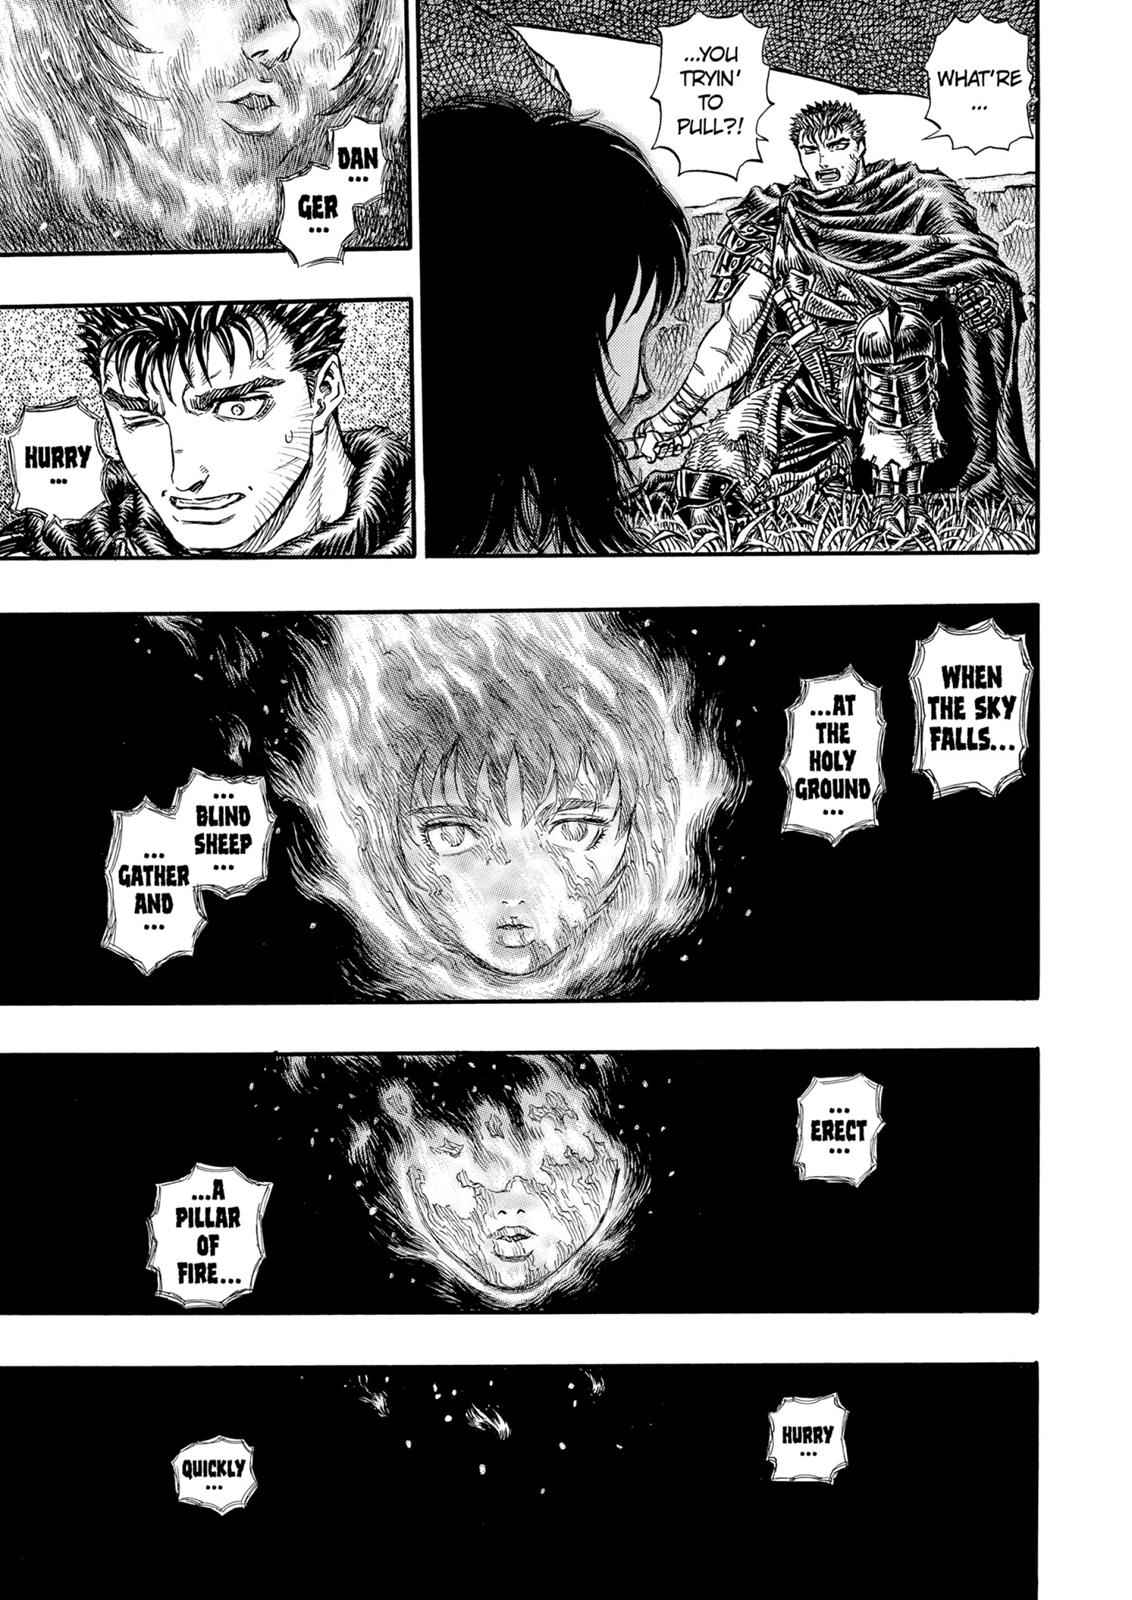 WHAT'RE
...
...YOU
TRYIN'
TO
PULL?!
DAN
...
GER
...
HURRY
...
WHEN
THE SKY
FALLS...
...AT
THE
HOLY
GROUND
...
...
BLIND
SHEEP
...
...
GATHER
AND
...
...
ERECT
...
...A
PILLAR
OF
FIRE...
HURRY
...
QUICKLY
...